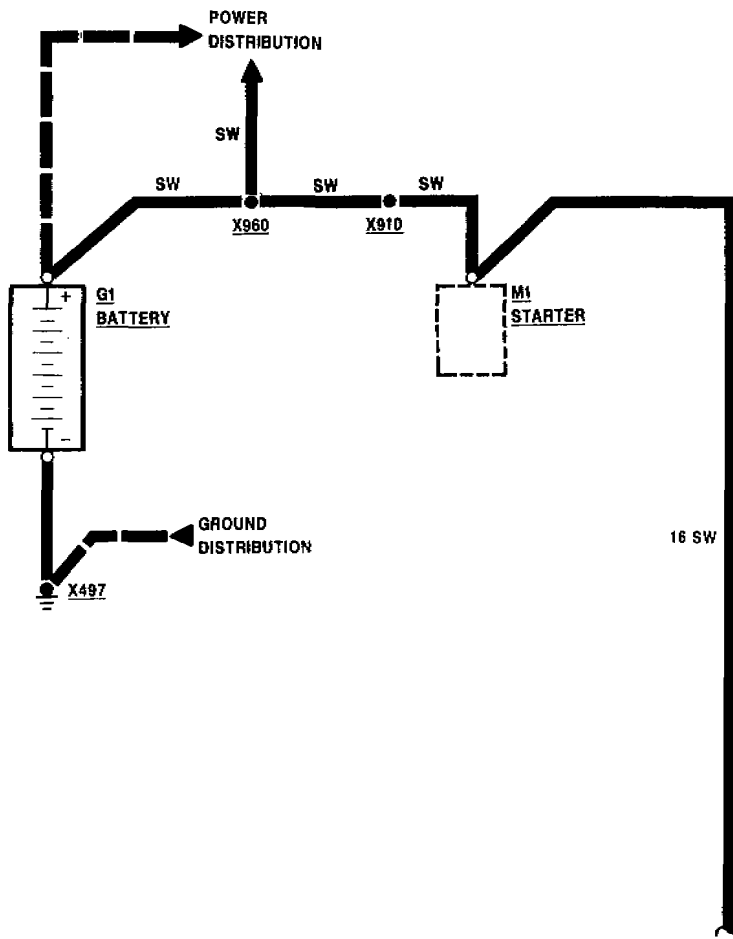 POWER
DISTRIBUTION
SW
SW
SW
SW
X960
X910
+
G1
BATTERY
M1
STARTER
–
GROUND
DISTRIBUTION
16 SW
X497